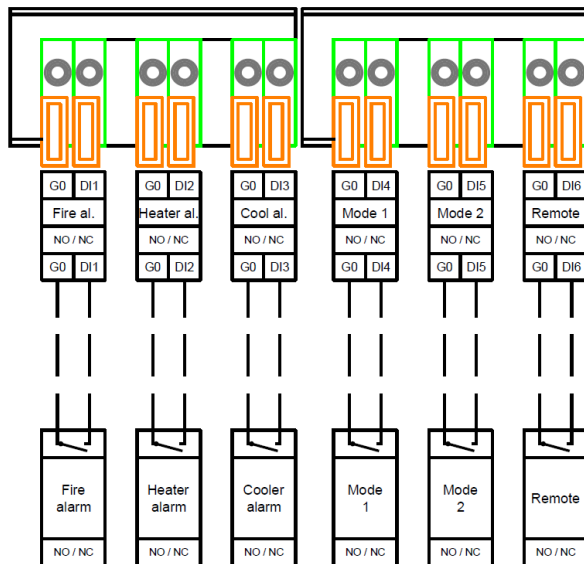 G0 DI1 G0 DI2 G0 DI3 G0 DI4 G0 DI5 G0 DI6
Fire al. Heater al. Cool al. Mode 1 Mode 2 Remote
NO / NC NO / NC NO / NC NO / NC NO / NC NO / NC
G0 DI1 G0 DI2 G0 DI3 G0 DI4 G0 DI5 G0 DI6
Fire alarm
Heater alarm
Cooler alarm
Mode 1
Mode 2
Remote
NO / NC NO / NC NO / NC NO / NC NO / NC NO / NC